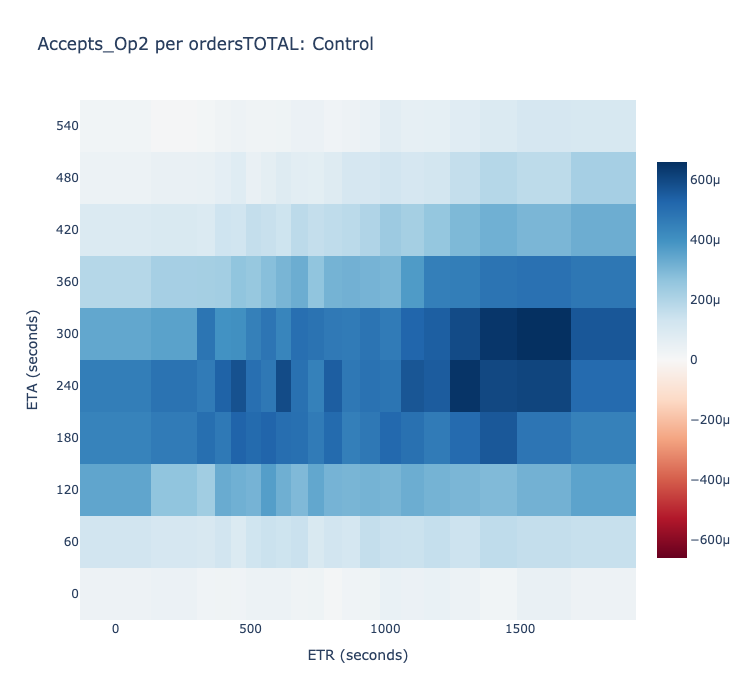 Accepts_Op2 per ordersTOTAL: Control
540
480
420
360
300
240
180
120
60
0
ETA (seconds)
0
500
1000
1500
ETR (seconds)
600μ
400μ
200μ
0
−200μ
−400μ
−600μ